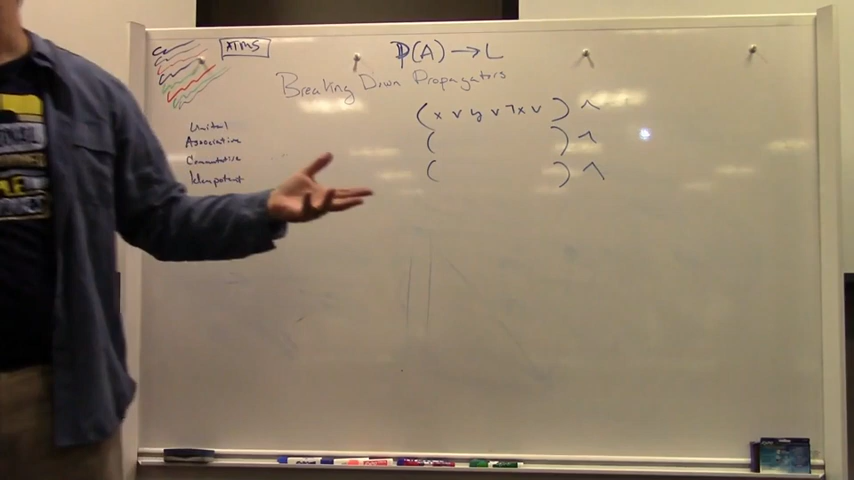 ATMS
P(A) → L
Breaking Down Propagators
(x ∨ y ∨ ¬x ∨ ) ∧
( ) ∧
( ) ∧
Unital
Associative
Commutative
Idempotent